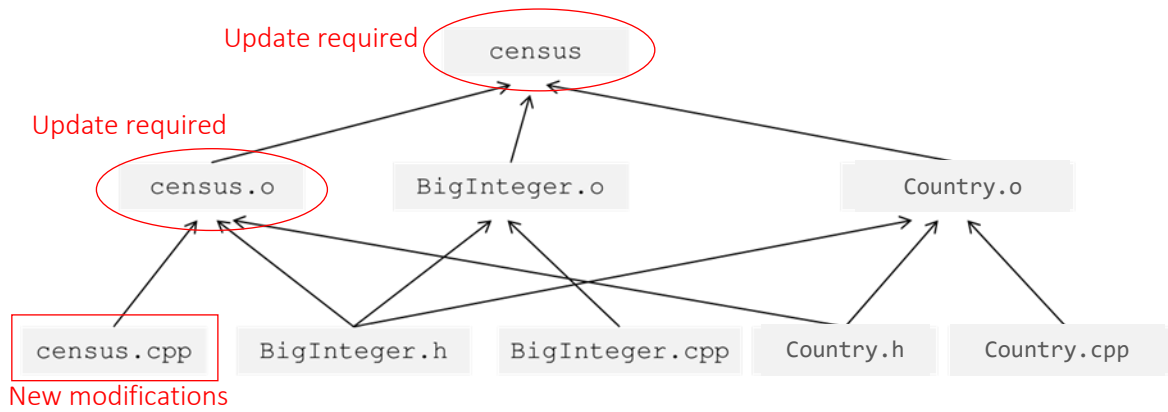 Update required
census
Update required
census.o
BigInteger.o
Country.o
census.cpp
BigInteger.h
BigInteger.cpp
Country.h
Country.cpp
New modifications